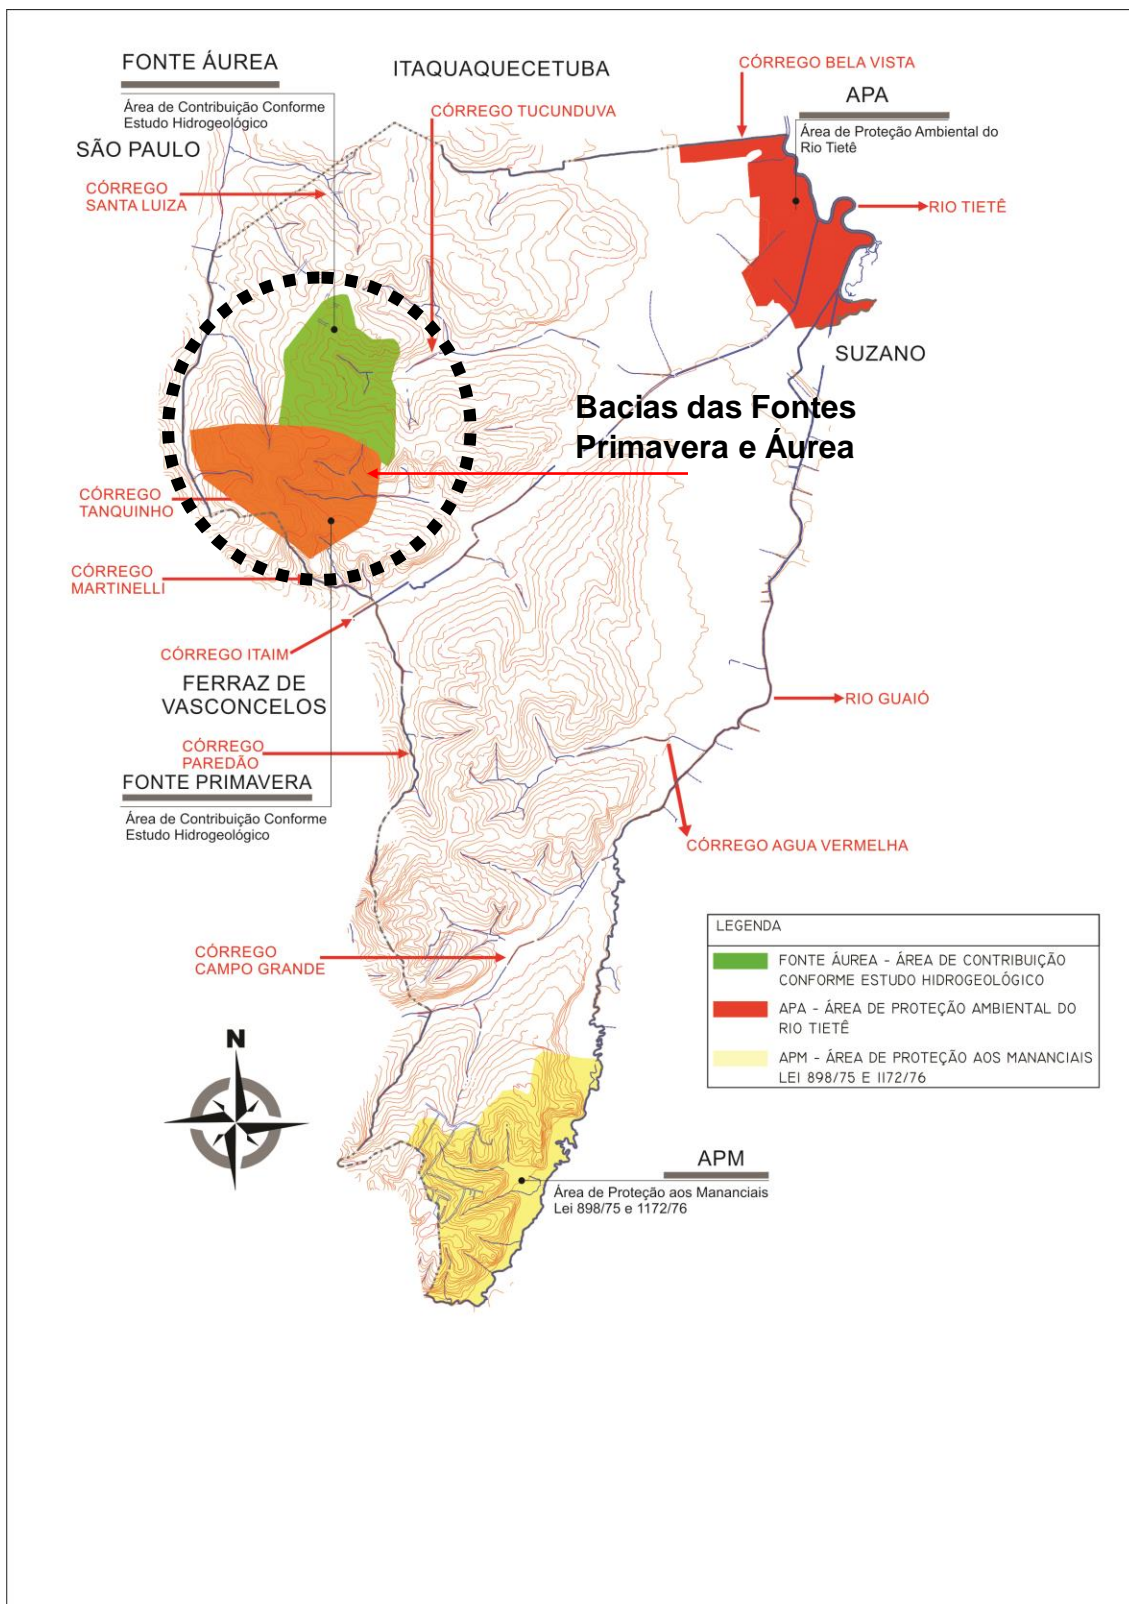 FONTE ÁUREA
Área de Contribuição Conforme
Estudo Hidrogeológico
ITAQUAQUECETUBA
CÓRREGO BELA VISTA
APA
Área de Proteção Ambiental do
Rio Tietê
CÓRREGO TUCUNDUVA
SÃO PAULO
CÓRREGO
SANTA LUIZA
RIO TIETÊ
SUZANO
Bacias das Fontes
Primavera e Áurea
CÓRREGO
TANQUINHO
CÓRREGO
MARTINELLI
CÓRREGO ITAIM
FERRAZ DE
VASCONCELOS
RIO GUAIÓ
CÓRREGO
PAREDÃO
FONTE PRIMAVERA
Área de Contribuição Conforme
Estudo Hidrogeológico
CÓRREGO AGUA VERMELHA
CÓRREGO
CAMPO GRANDE
LEGENDA
FONTE ÁUREA - ÁREA DE CONTRIBUIÇÃO
CONFORME ESTUDO HIDROGEOLÓGICO
APA - ÁREA DE PROTEÇÃO AMBIENTAL DO
RIO TIETÊ
APM - ÁREA DE PROTEÇÃO AOS MANANCIAIS
LEI 898/75 E 1172/76
N
APM
Área de Proteção aos Mananciais
Lei 898/75 e 1172/76